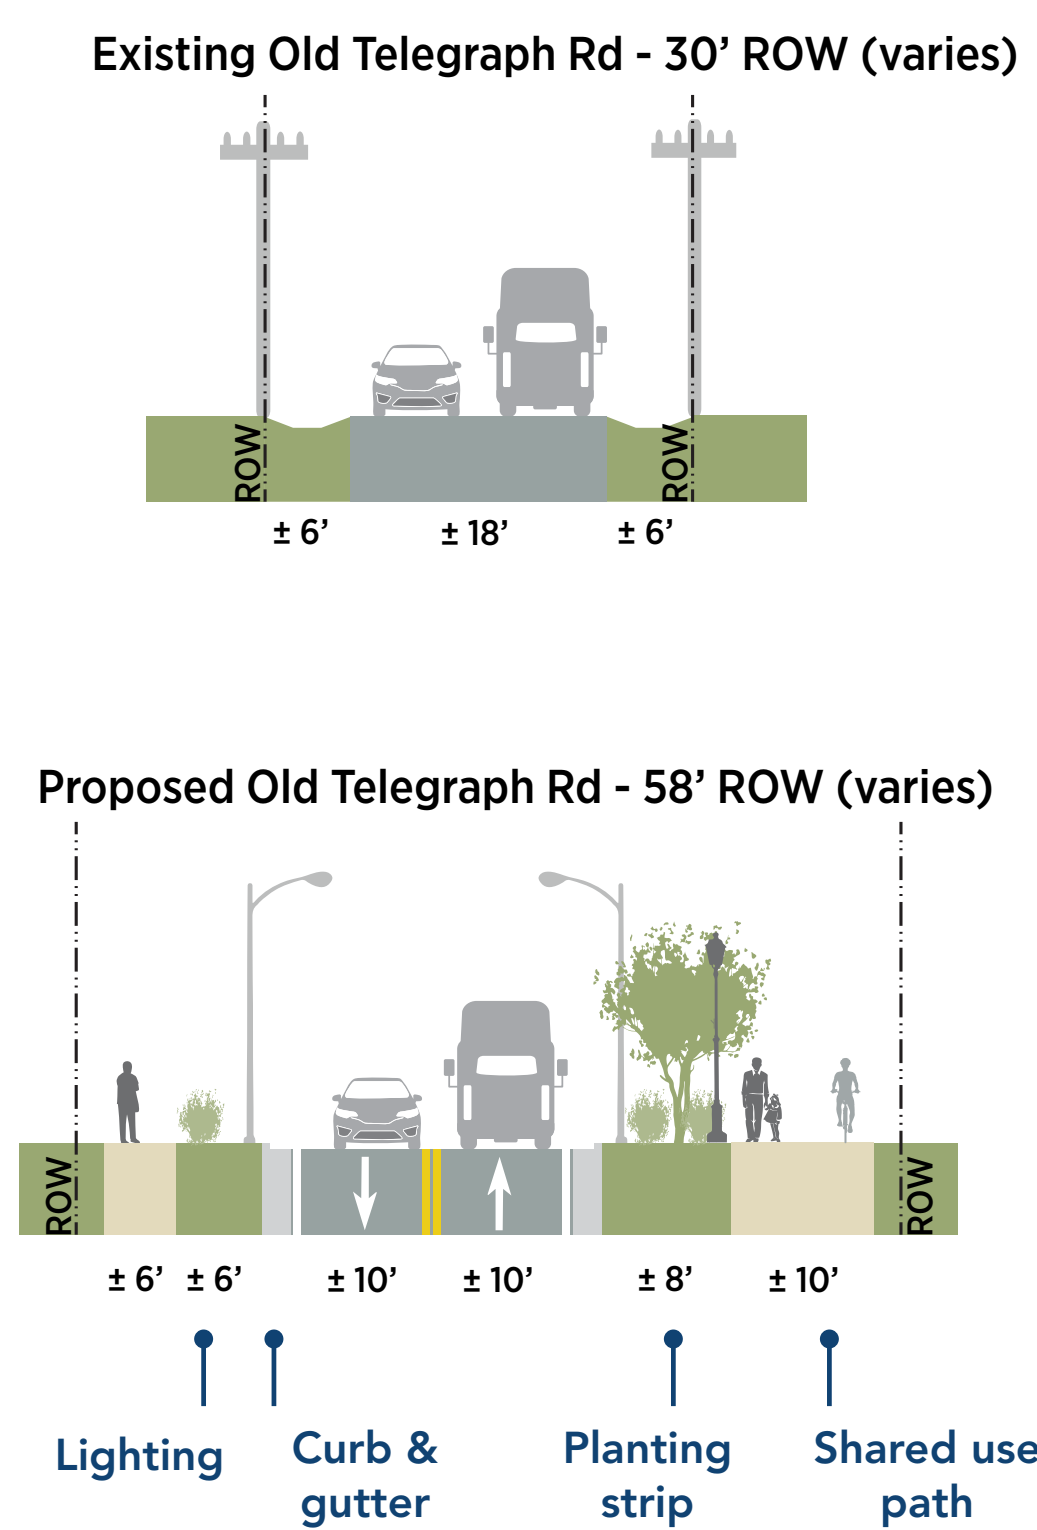 Existing Old Telegraph Rd - 30’ ROW (varies)
ROW
ROW
± 6’
± 18’
± 6’
Proposed Old Telegraph Rd - 58’ ROW (varies)
ROW
ROW
± 6’
± 6’
± 10’
± 10’
± 8’
± 10’
Lighting
Curb &
gutter
Planting
strip
Shared use
path